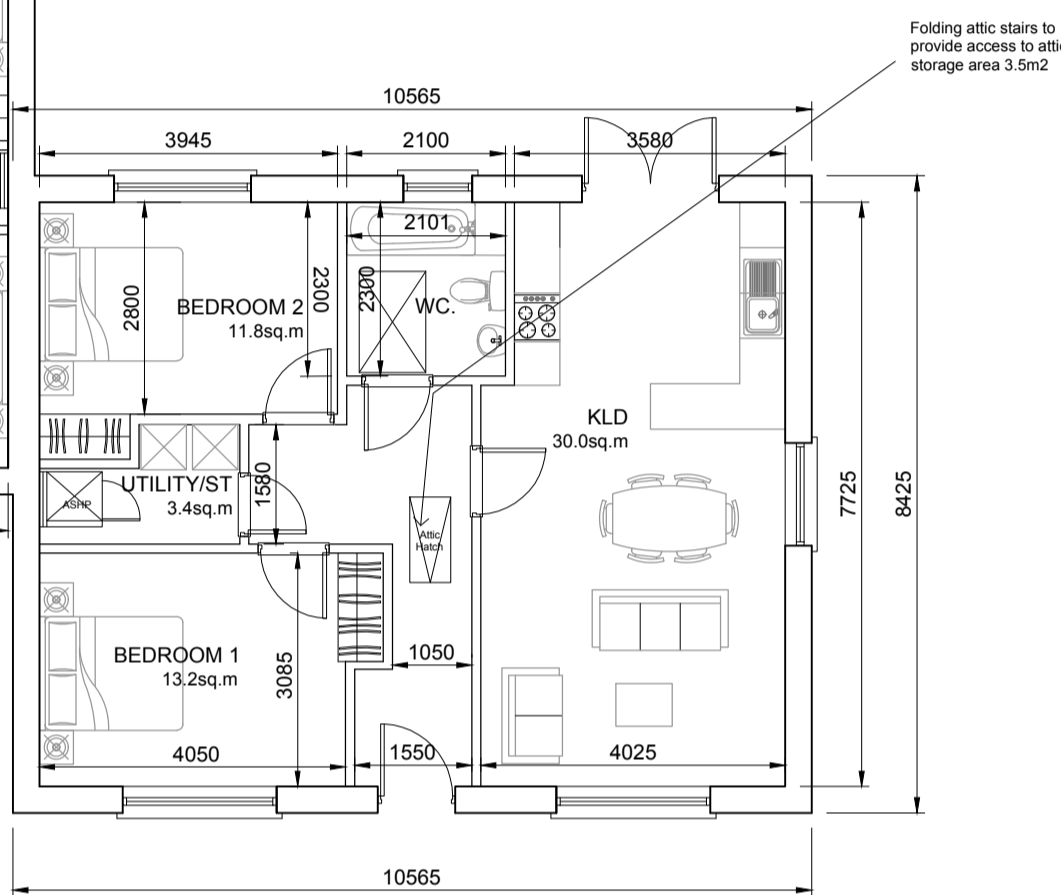 Folding attic stairs to
provide access to atti
storage area 3.5m2
10565
3945
2100
3580
2101
2800
2300
2300
WC.
BEDROOM 2
11.8sq.m
KLD
30.0sq.m
7725
8425
UTILITY/ST
3.4sq.m
1580
ASHP
Attic
Hatch
BEDROOM 1
13.2sq.m
3085
1050
4050
1550
4025
10565